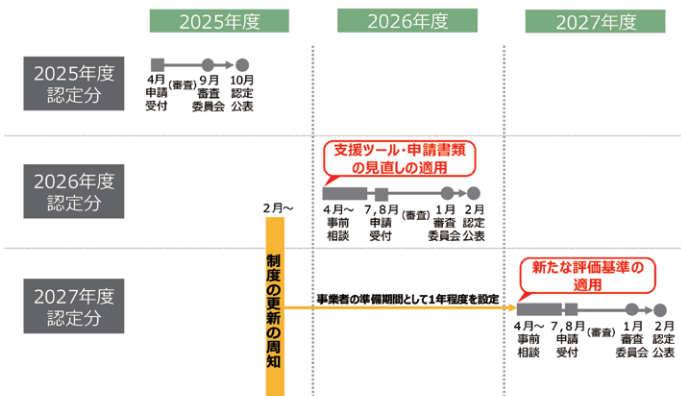 2025年度
2026年度
2027年度
2025年度
認定分
4月
申請
受付
(審査)
9月
審査
委員会
10月
認定
公表
2026年度
認定分
支援ツール・申請書類
の見直しの適用
4月～
事前
相談
7,8月
申請
受付
(審査)
1月
審査
委員会
2月
認定
公表
2月～
制度の更新の周知
事業者の準備期間として1年程度を設定
2027年度
認定分
新たな評価基準の
適用
4月～
事前
相談
7,8月
申請
受付
(審査)
1月
審査
委員会
2月
認定
公表